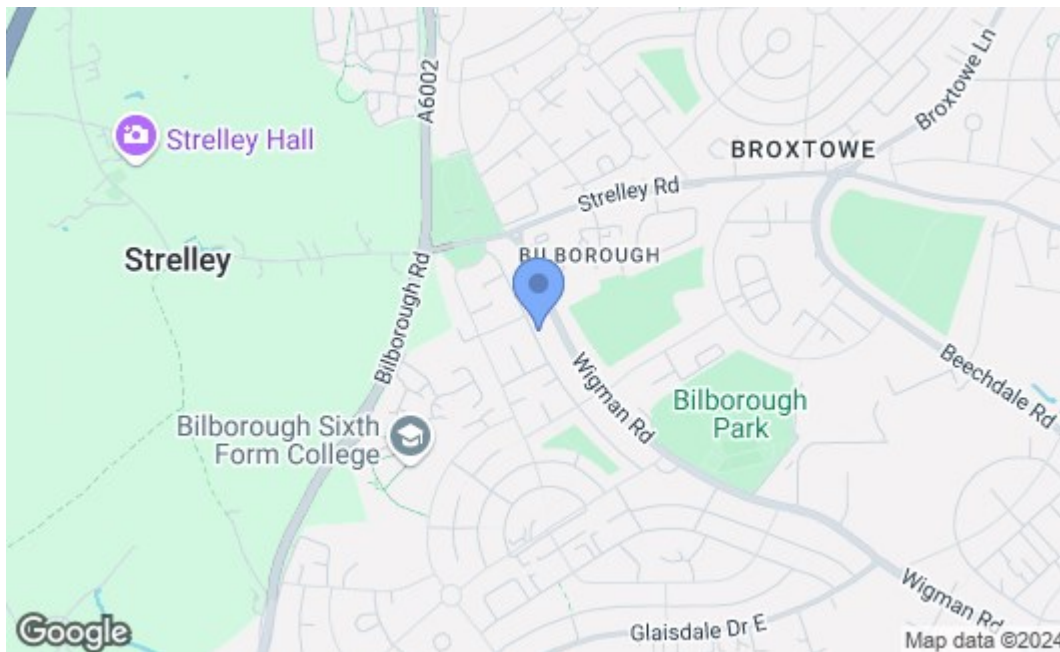 A6002
Broxtowe Ln
Strelley Hall
BROXTOWE
Strelley Rd
Strelley
BILBOROUGH
Bilborough Rd
Wigman Rd
Beechdale Rd
Bilborough
Park
Bilborough Sixth
Form College
Wigman Rd
Glaisdale Dr E
Google
Map data ©2024